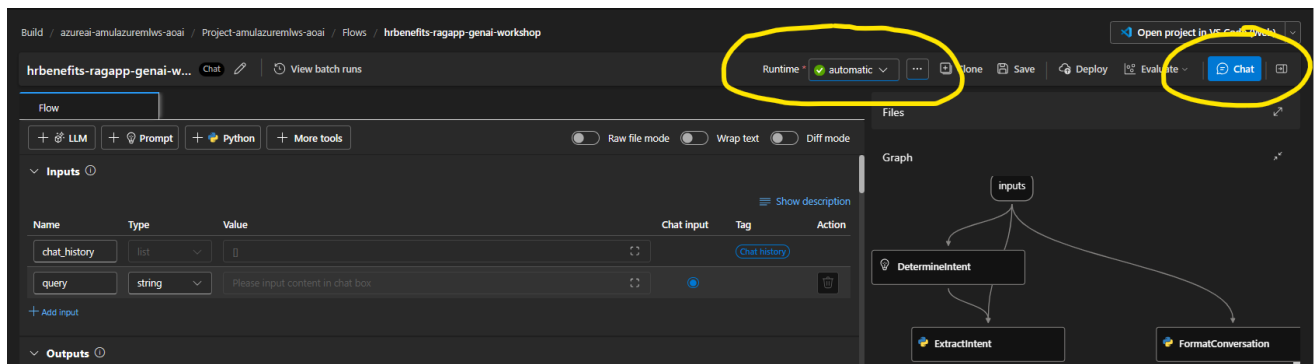 Build / azureai-amulazuremlws-aoai / Project-amulazuremlws-aoai / Flows / hrbenefits-ragapp-genai-workshop
Open project in VS Code (Web)
hrbenefits-ragapp-genai-w... Chat View batch runs
Runtime * automatic ... Clone Save Deploy Evaluate Chat
Flow
+ LLM + Prompt + Python + More tools
Raw file mode Wrap text Diff mode
Inputs
Show description
Name Type Value Chat input Tag Action
chat_history list [] Chat history
query string Please input content in chat box
+ Add input
Outputs
Files
Graph
inputs
DetermineIntent
ExtractIntent FormatConversation